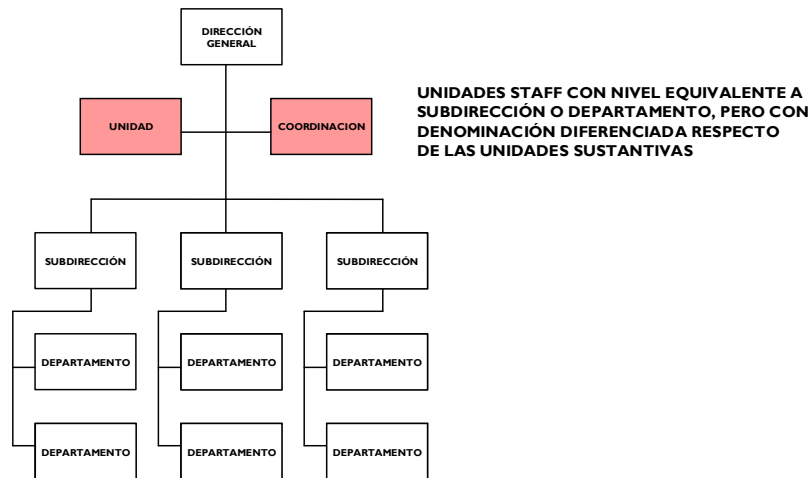 DIRECCIÓN
GENERAL
UNIDAD
COORDINACION
UNIDADES STAFF CON NIVEL EQUIVALENTE A
SUBDIRECCIÓN O DEPARTAMENTO, PERO CON
DENOMINACIÓN DIFERENCIADA RESPECTO
DE LAS UNIDADES SUSTANTIVAS
SUBDIRECCIÓN
SUBDIRECCIÓN
SUBDIRECCIÓN
DEPARTAMENTO
DEPARTAMENTO
DEPARTAMENTO
DEPARTAMENTO
DEPARTAMENTO
DEPARTAMENTO